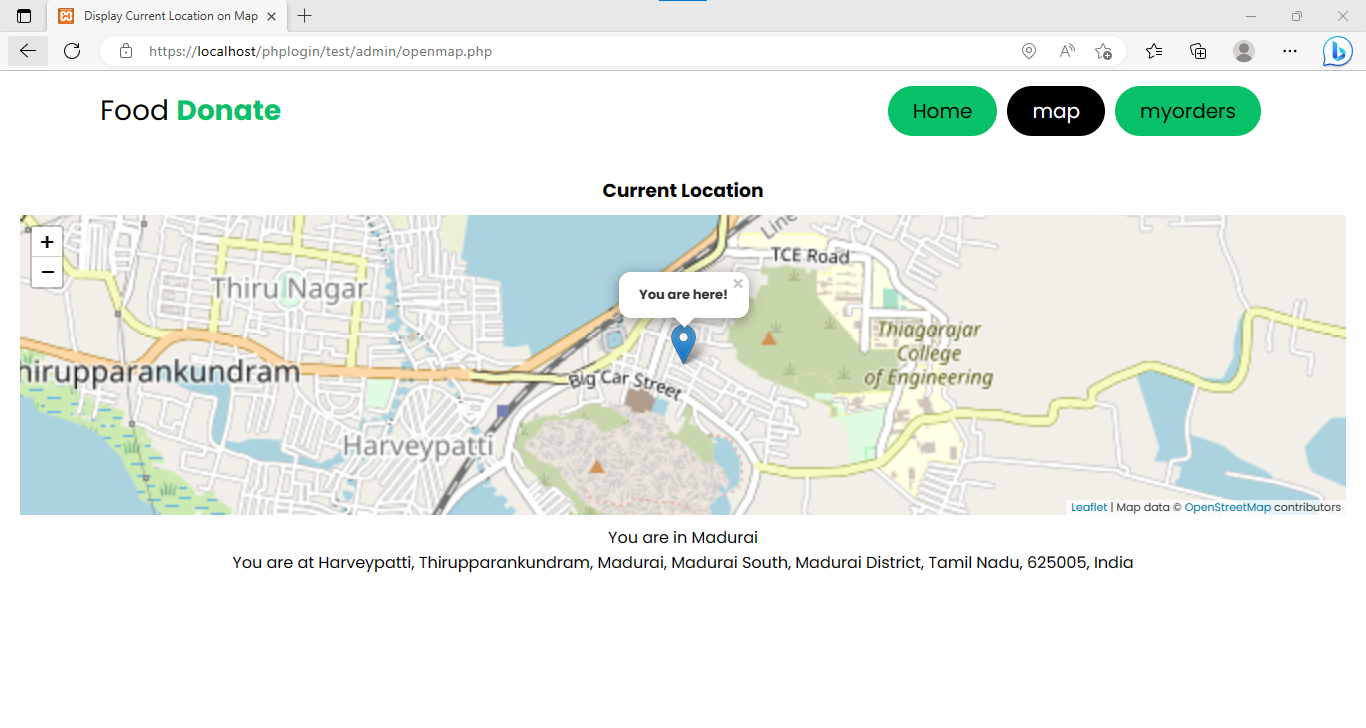 Display Current Location on Map
https://localhost/phplogin/test/admin/openmap.php
Food Donate
Home
map
myorders
Current Location
+
−
Thiru Nagar
Line
TCE Road
You are here!
Thiagarajar
College
of Engineering
hirupparankundram
Big Car Street
Harveypatti
Leaflet | Map data © OpenStreetMap contributors
You are in Madurai
You are at Harveypatti, Thirupparankundram, Madurai, Madurai South, Madurai District, Tamil Nadu, 625005, India